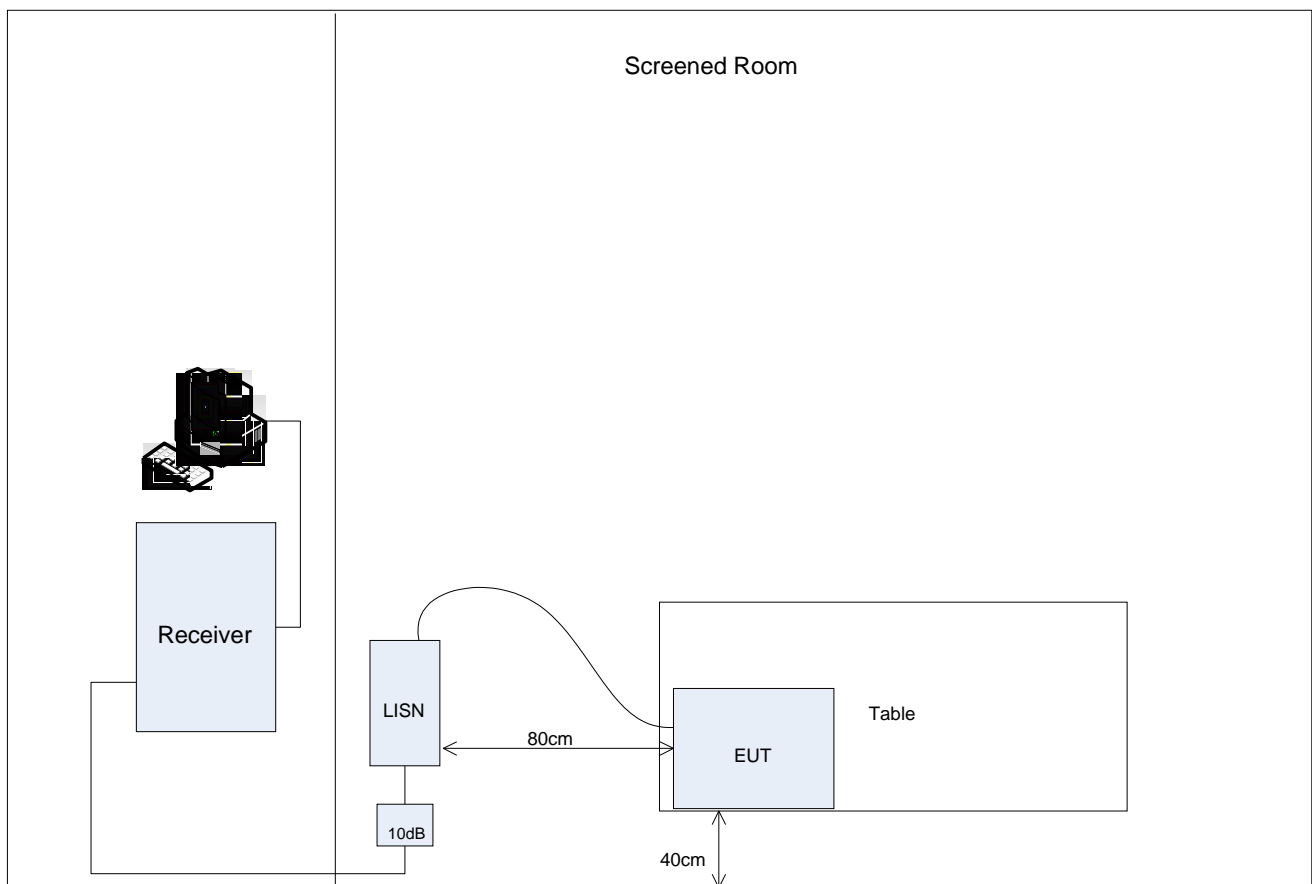 Screened Room
Receiver
LISN
Table
80cm
EUT
10dB
40cm